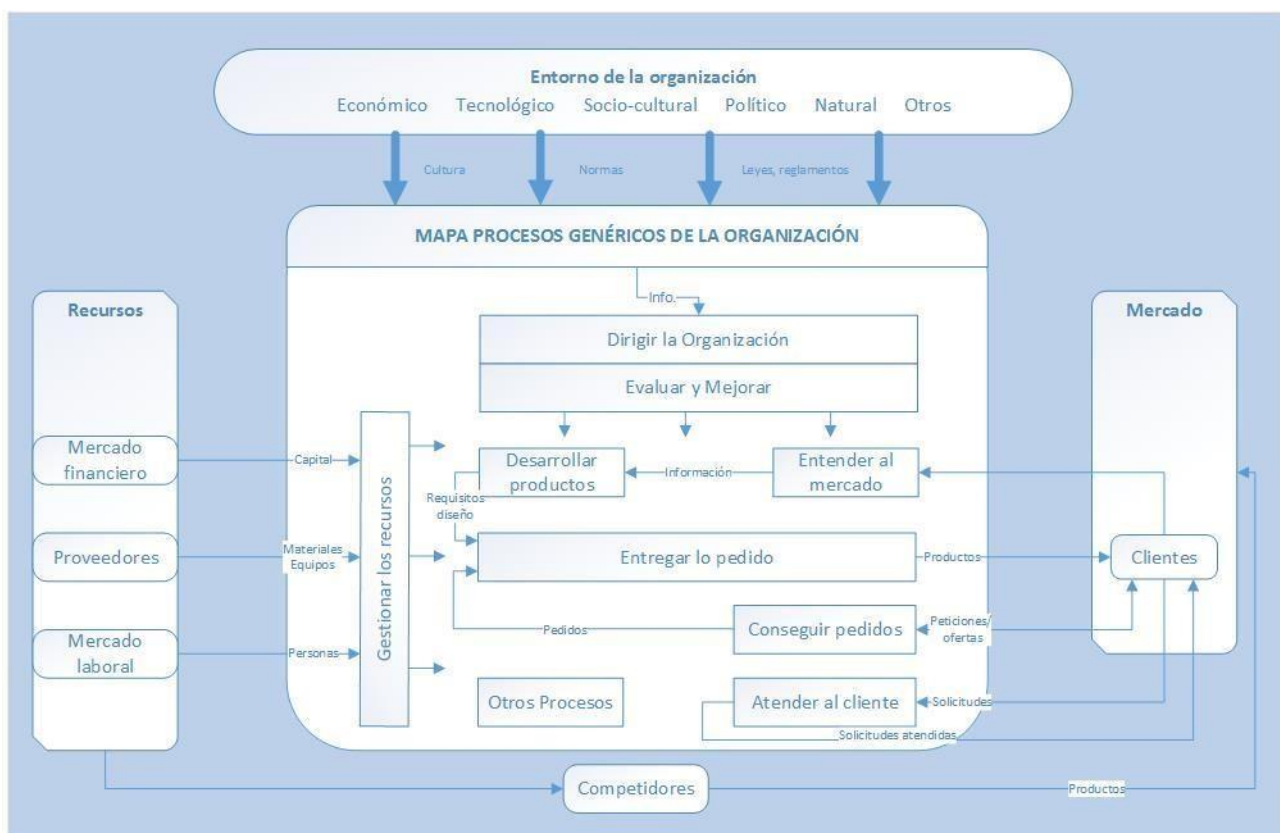 Entorno de la organización
Económico Tecnológico Socio-cultural Político Natural Otros
Cultura Normas Leyes, reglamentos
MAPA PROCESOS GENÉRICOS DE LA ORGANIZACIÓN
Recursos
Mercado
Info.
Dirigir la Organización
Evaluar y Mejorar
Mercado
financiero
Capital
Gestionar los recursos
Desarrollar
productos
Información
Entender al
mercado
Requisitos
diseño
Proveedores
Materiales
Equipos
Entregar lo pedido
Productos
Clientes
Mercado
laboral
Personas
Pedidos
Conseguir pedidos
Peticiones/
ofertas
Otros Procesos
Atender al cliente
Solicitudes
Solicitudes atendidas
Competidores
Productos